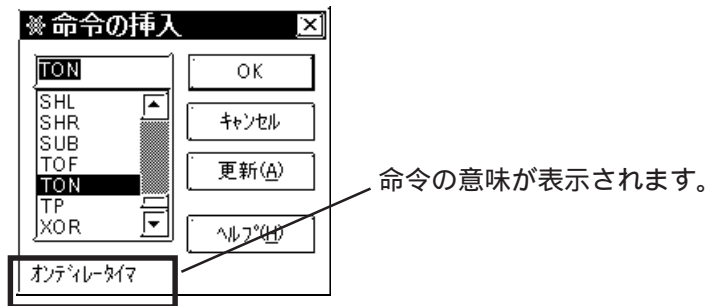 命令の挿入
TON
OK
SHL
SHR
SUB
TOF
TON
TP
XOR
ｷｬﾝｾﾙ
更新(A)
ﾍﾙﾌﾟ(H)
ｵﾝﾃﾞｨﾚｰﾀｲﾏ
命令の意味が表示されます。